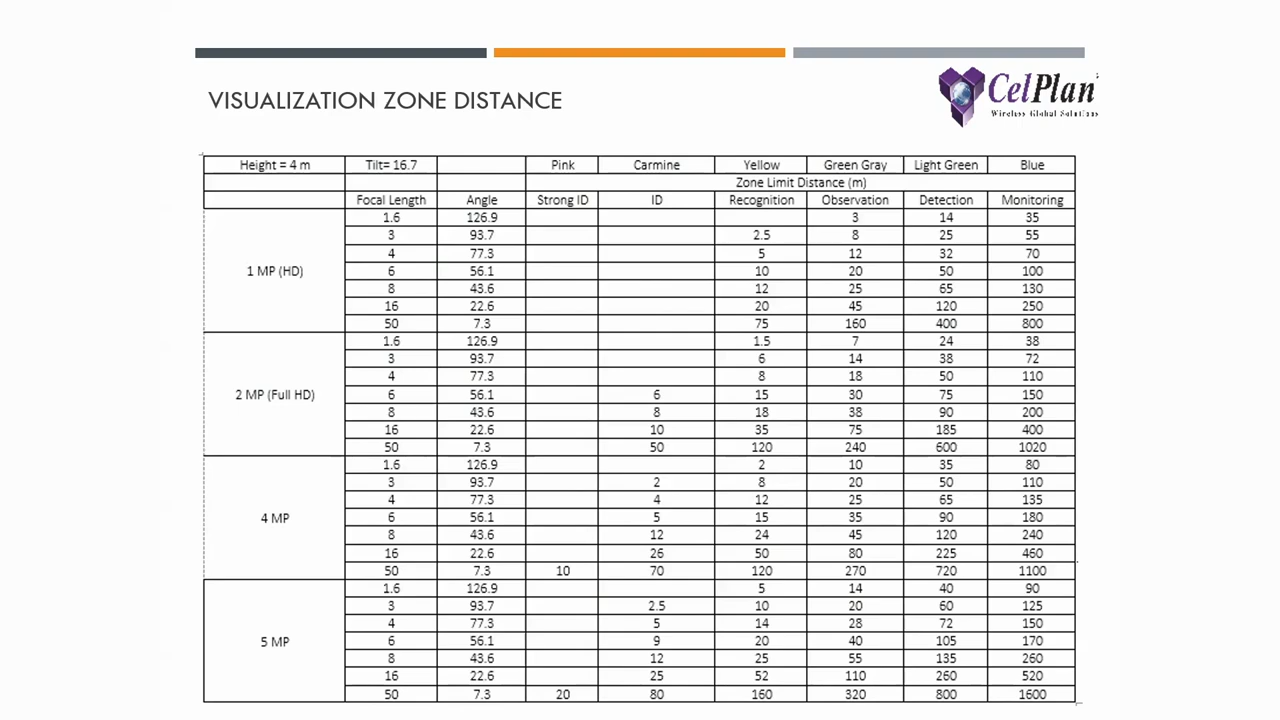 VISUALIZATION ZONE DISTANCE
CelPlan
Wireless Global Solutions
Height = 4 m Tilt= 16.7 Pink Carmine Yellow Green Gray Light Green Blue
Zone Limit Distance (m)
Focal Length Angle Strong ID ID Recognition Observation Detection Monitoring
1 MP (HD)
1.6 126.9 3 14 35
3 93.7 2.5 8 25 55
4 77.3 5 12 32 70
6 56.1 10 20 50 100
8 43.6 12 25 65 130
16 22.6 20 45 120 250
50 7.3 75 160 400 800
2 MP (Full HD)
1.6 126.9 1.5 7 24 38
3 93.7 6 14 38 72
4 77.3 8 18 50 110
6 56.1 6 15 30 75 150
8 43.6 8 18 38 90 200
16 22.6 10 35 75 185 400
50 7.3 50 120 240 600 1020
4 MP
1.6 126.9 2 10 35 80
3 93.7 2 8 20 50 110
4 77.3 4 12 25 65 135
6 56.1 5 15 35 90 180
8 43.6 12 24 45 120 240
16 22.6 26 50 80 225 460
50 7.3 10 70 120 270 720 1100
5 MP
1.6 126.9 5 14 40 90
3 93.7 2.5 10 20 60 125
4 77.3 5 14 28 72 150
6 56.1 9 20 40 105 170
8 43.6 12 25 55 135 260
16 22.6 25 52 110 260 520
50 7.3 20 80 160 320 800 1600